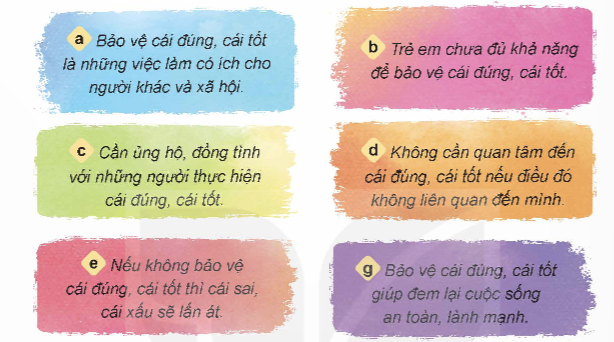 a Bảo vệ cái đúng, cái tốt
là những việc làm có ích cho
người khác và xã hội.
b Trẻ em chưa đủ khả năng
để bảo vệ cái đúng, cái tốt.
c Cần ủng hộ, đồng tình
với những người thực hiện
cái đúng, cái tốt.
d Không cần quan tâm đến
cái đúng, cái tốt nếu điều đó
không liên quan đến mình.
e Nếu không bảo vệ
cái đúng, cái tốt thì cái sai,
cái xấu sẽ lấn át.
g Bảo vệ cái đúng, cái tốt
giúp đem lại cuộc sống
an toàn, lành mạnh.